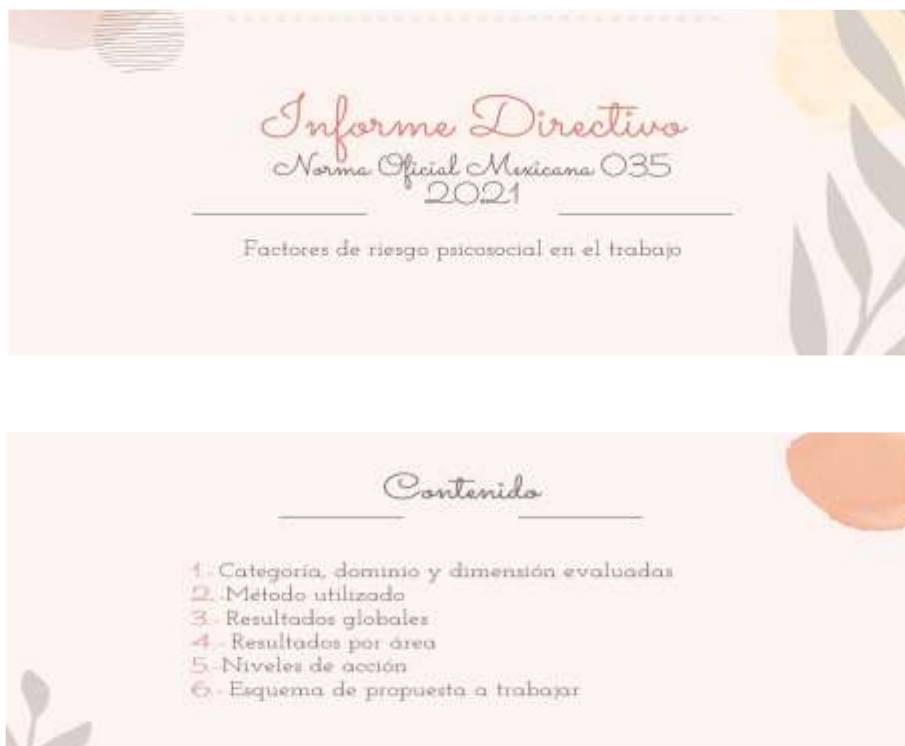 Informe Directivo
Norma Oficial Mexicana 035
2021
Factores de riesgo psicosocial en el trabajo
Contenido
1.- Categoría, dominio y dimensión evaluadas
2.-Método utilizado
3.- Resultados globales
4.- Resultados por área
5.-Niveles de acción
6.- Esquema de propuesta a trabajar